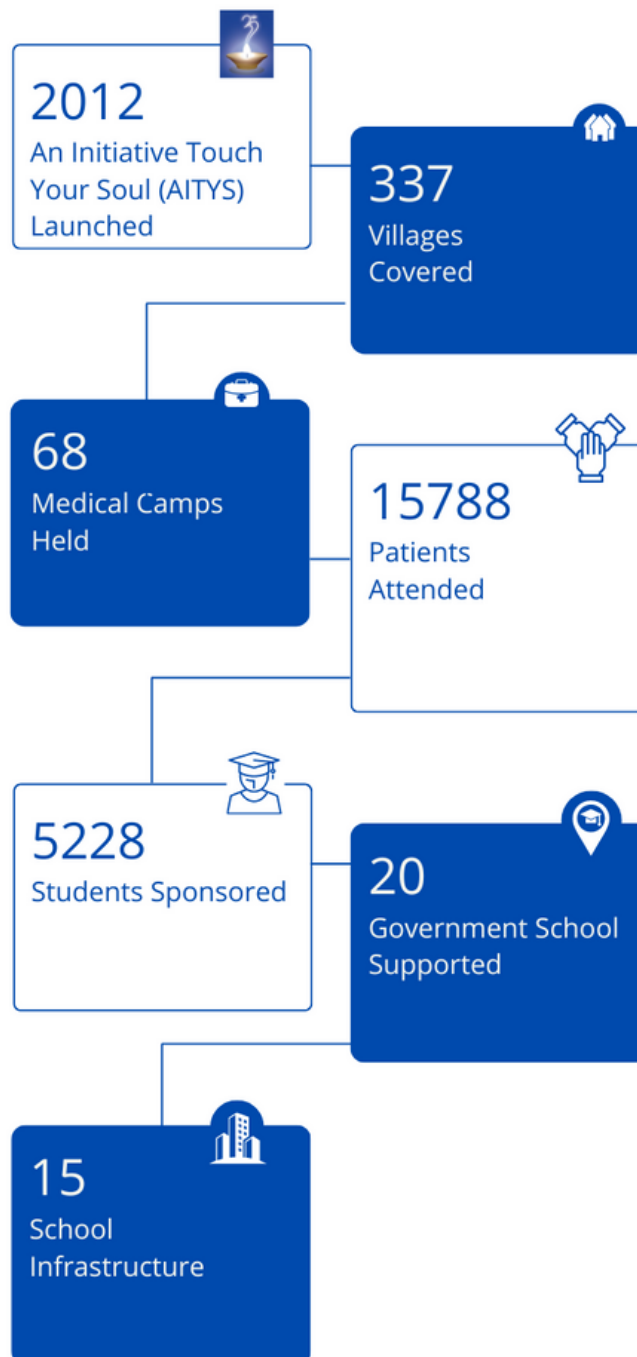 2012
An Initiative Touch
Your Soul (AITYS)
Launched
337
Villages
Covered
68
Medical Camps
Held
15788
Patients
Attended
5228
Students Sponsored
20
Government School
Supported
15
School
Infrastructure